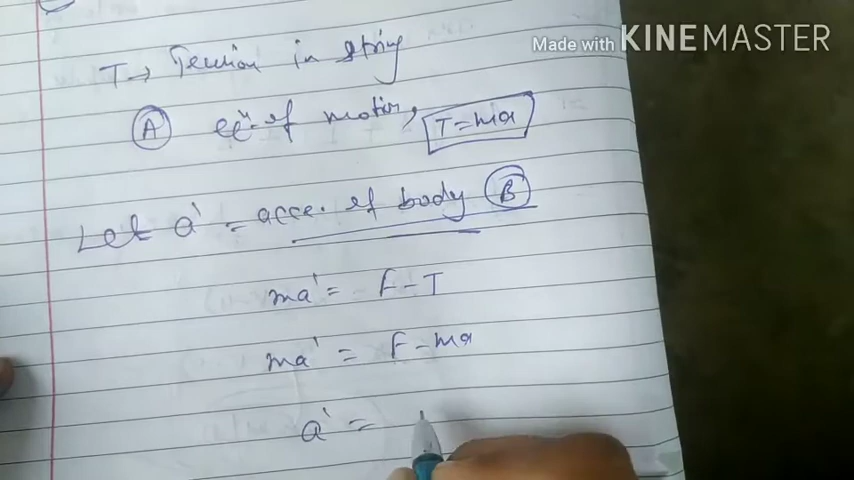 Made with KINEMASTER
T → Tension in string
A eqⁿ of motion, T = ma
Let a' = acce. of body B
ma' = F - T
ma' = F - ma
a' =